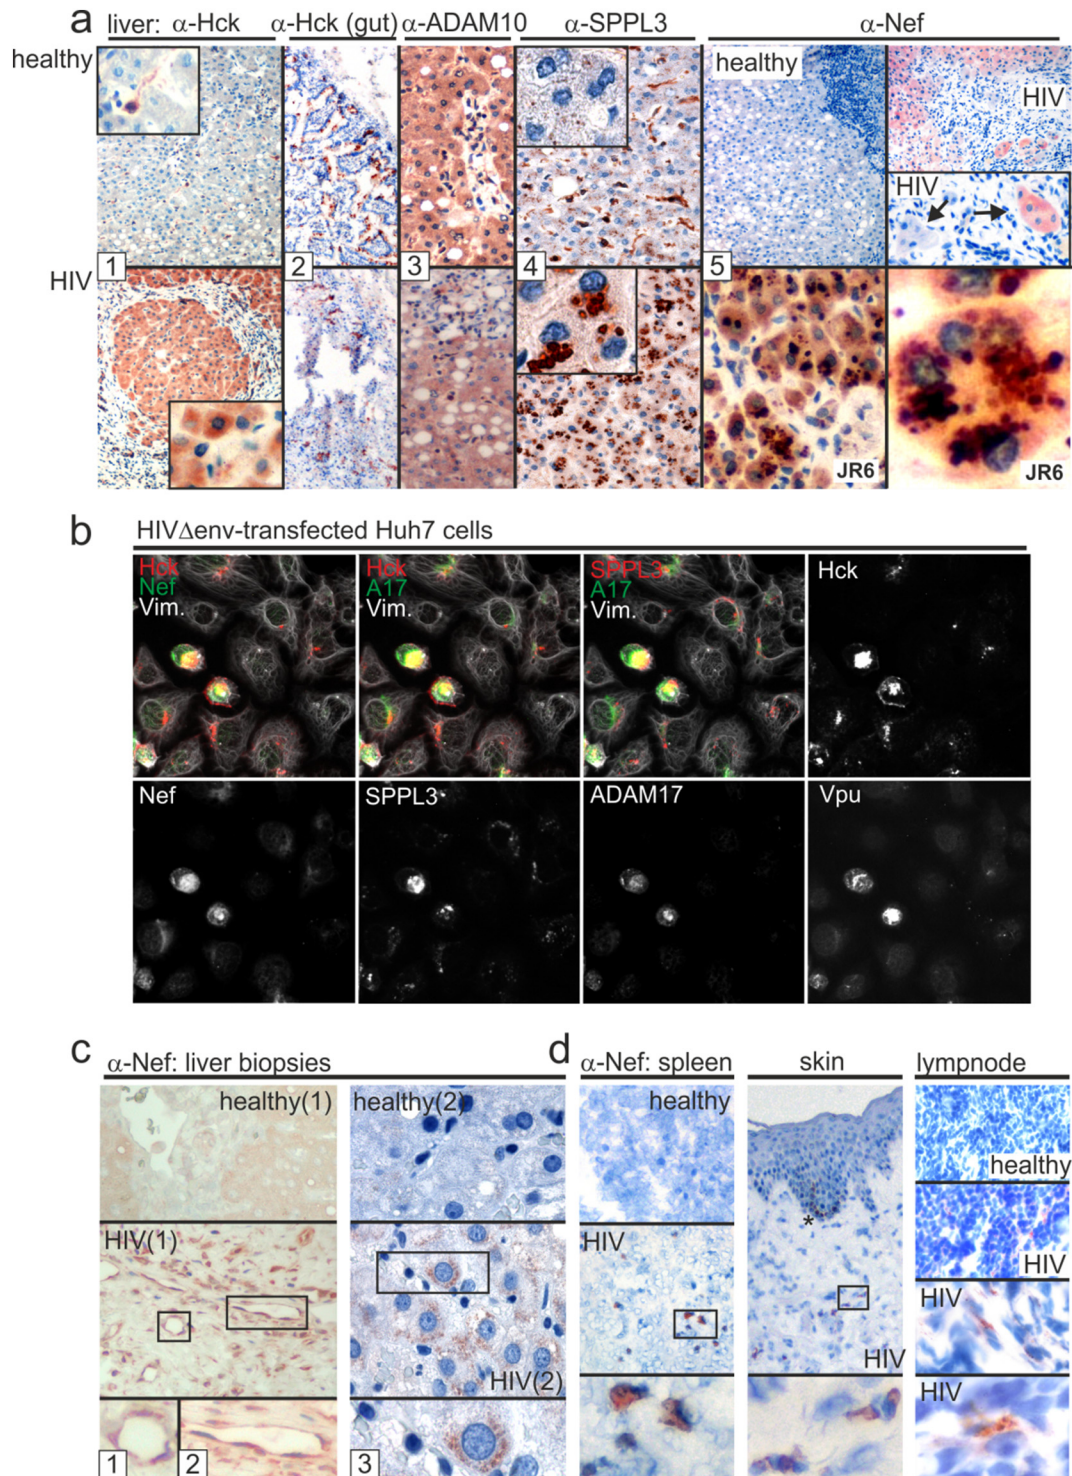 a
liver: α-Hck α-Hck (gut) α-ADAM10 α-SPPL3 α-Nef
healthy
healthy
HIV
HIV
1 2 3 4 5
HIV
JR6
JR6
b
HIVΔenv-transfected Huh7 cells
Hck
Nef
Vim.
Hck
A17
Vim.
SPPL3
A17
Vim.
Hck
Nef
SPPL3
ADAM17
Vpu
c
α-Nef: liver biopsies
healthy(1)
healthy(2)
HIV(1)
HIV(2)
1
2
3
d
α-Nef: spleen
skin
lympnode
healthy
HIV
*
HIV
healthy
HIV
HIV
HIV